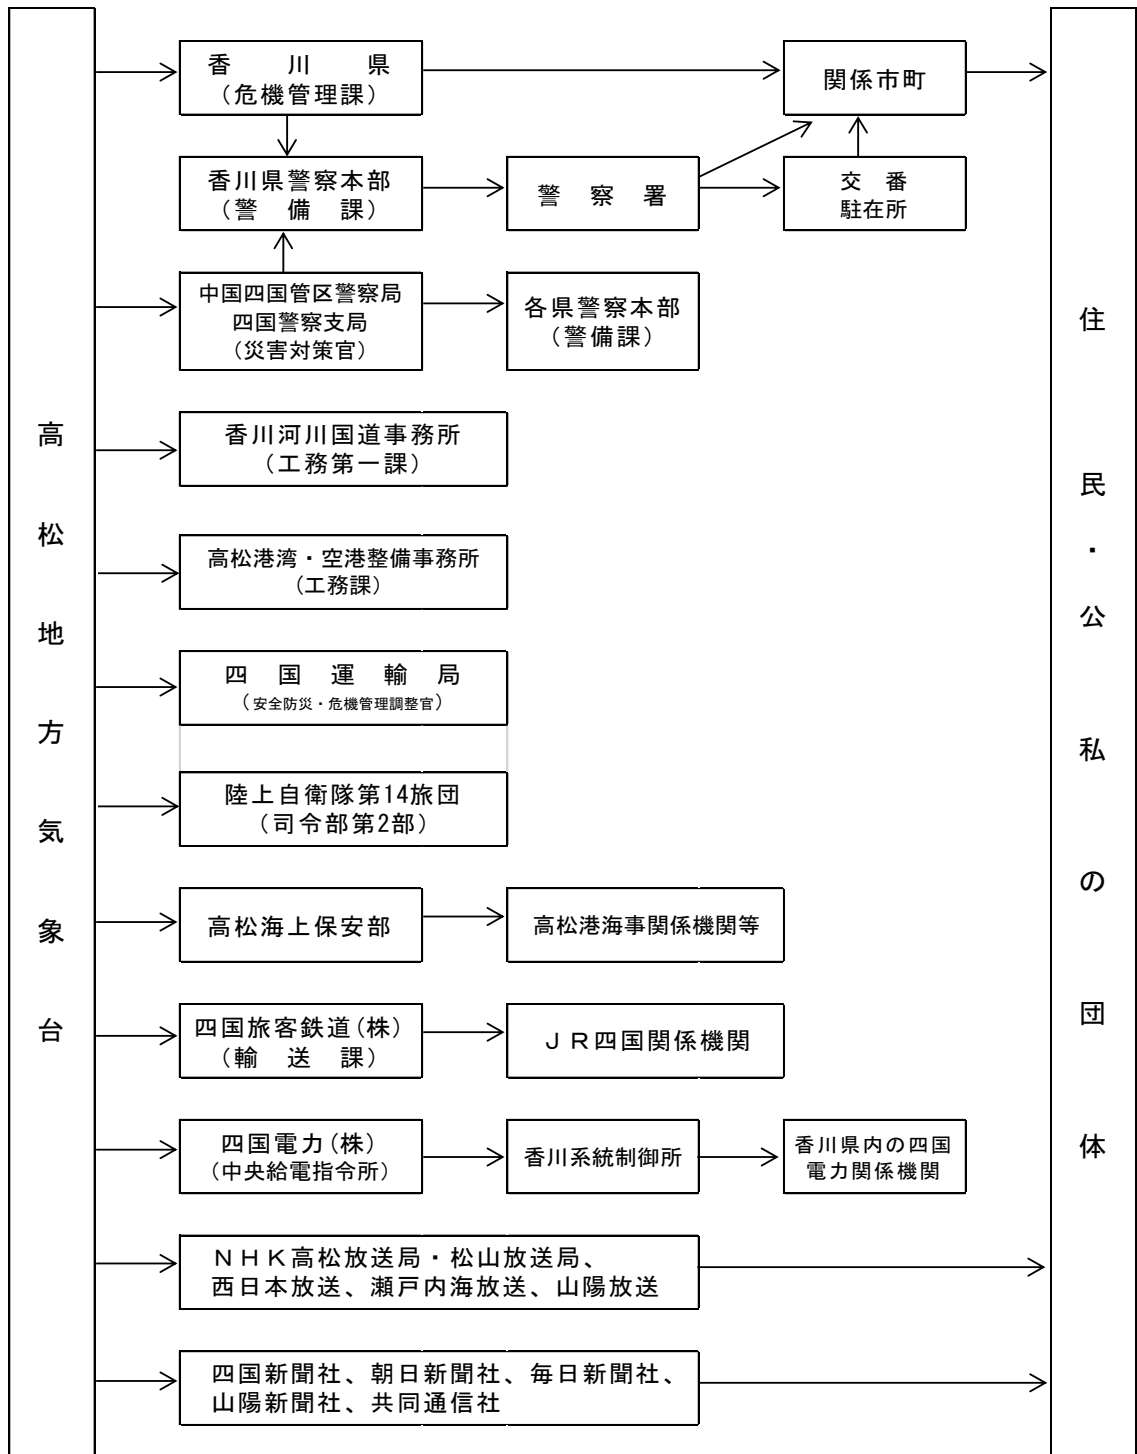 高松地方気象台
香　川　県
（危機管理課）
関係市町
香川県警察本部
（警　備　課）
警　察　署
交　番
駐在所
中国四国管区警察局
四国警察支局
（災害対策官）
各県警察本部
（警備課）
香川河川国道事務所
（工務第一課）
高松港湾・空港整備事務所
(工務課)
四　国　運　輸　局
（安全防災・危機管理調整官）
陸上自衛隊第14旅団
（司令部第2部）
高松海上保安部
高松港海事関係機関等
四国旅客鉄道(株)
（輸　送　課）
ＪＲ四国関係機関
四国電力(株)
（中央給電指令所）
香川系統制御所
香川県内の四国
電力関係機関
ＮＨＫ高松放送局・松山放送局、
西日本放送、瀬戸内海放送、山陽放送
四国新聞社、朝日新聞社、毎日新聞社、
山陽新聞社、共同通信社
住民・公私の団体